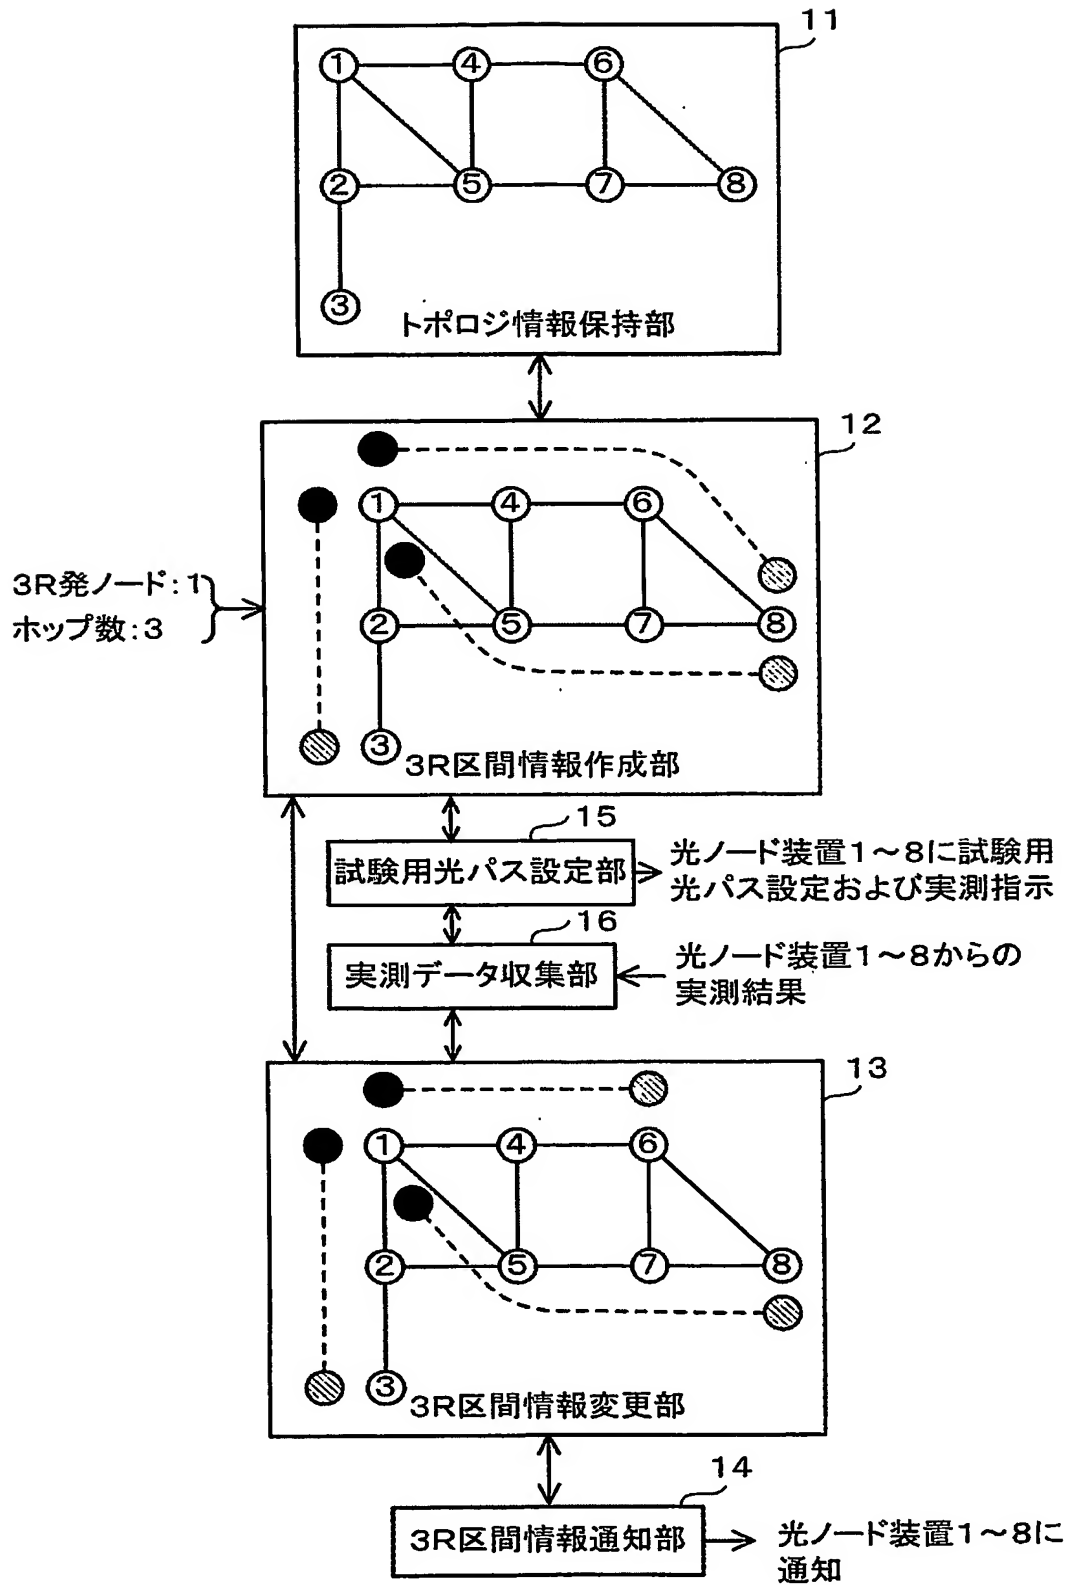 11
① ④ ⑥
② ⑤ ⑦ ⑧
③
トポロジ情報保持部
12
① ④ ⑥
3R発ノード:1
ホップ数:3
② ⑤ ⑦ ⑧
③
3R区間情報作成部
15
試験用光パス設定部
光ノード装置1~8に試験用
光パス設定および実測指示
16
実測データ収集部
光ノード装置1~8からの
実測結果
13
① ④ ⑥
② ⑤ ⑦ ⑧
③
3R区間情報変更部
14
3R区間情報通知部
光ノード装置1~8に
通知